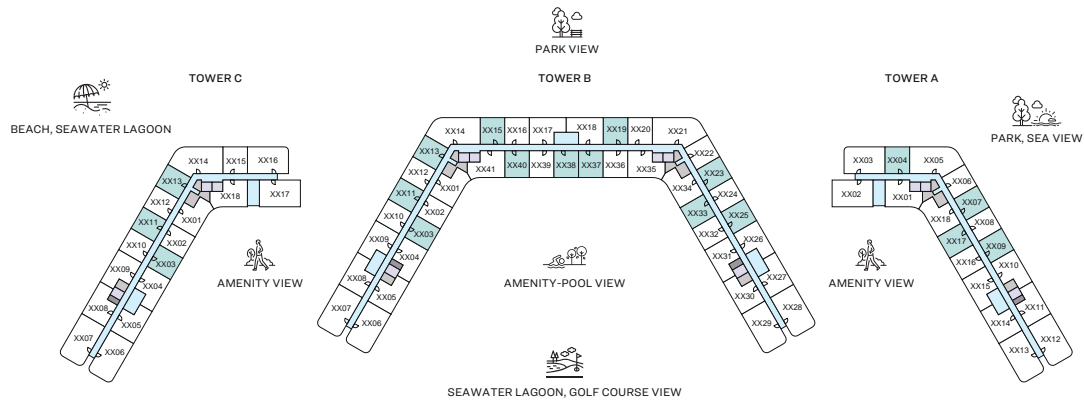 PARK VIEW
TOWER C
TOWER B
TOWER A
BEACH, SEAWATER LAGOON
PARK, SEA VIEW
XX14
XX15
XX16
XX13
XX12
XX11
XX10
XX09
XX08
XX07
XX17
XX18
XX01
XX02
XX03
XX04
XX05
XX06
XX14
XX15
XX16
XX17
XX18
XX19
XX20
XX21
XX13
XX12
XX11
XX10
XX09
XX08
XX07
XX41
XX40
XX39
XX38
XX37
XX36
XX35
XX01
XX02
XX03
XX04
XX05
XX06
XX22
XX23
XX24
XX25
XX26
XX27
XX28
XX34
XX33
XX32
XX31
XX30
XX29
XX03
XX04
XX05
XX02
XX01
XX06
XX07
XX08
XX09
XX10
XX11
XX12
XX18
XX17
XX16
XX15
XX14
XX13
AMENITY VIEW
AMENITY-POOL VIEW
AMENITY VIEW
SEAWATER LAGOON, GOLF COURSE VIEW